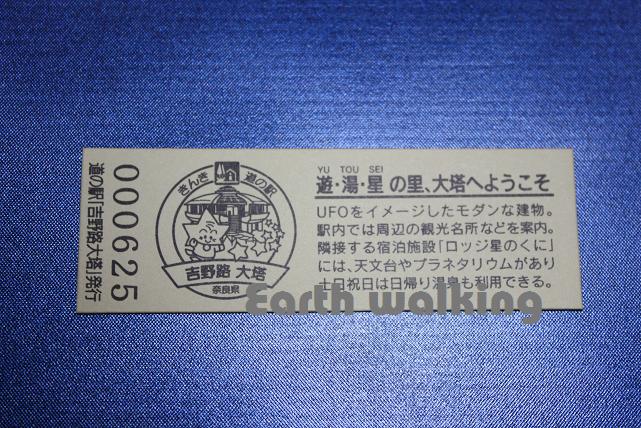 000625
道の駅「吉野路大塔」発行
きんき 道の駅
吉野路 大塔
奈良県
YU TOU SEI
遊・湯・星 の里、大塔へようこそ
UFOをイメージしたモダンな建物。
駅内では周辺の観光名所などを案内。
隣接する宿泊施設「ロッジ星のくに」
には、天文台やプラネタリウムがあり
土日祝日は日帰り温泉も利用できる。
Earth walking